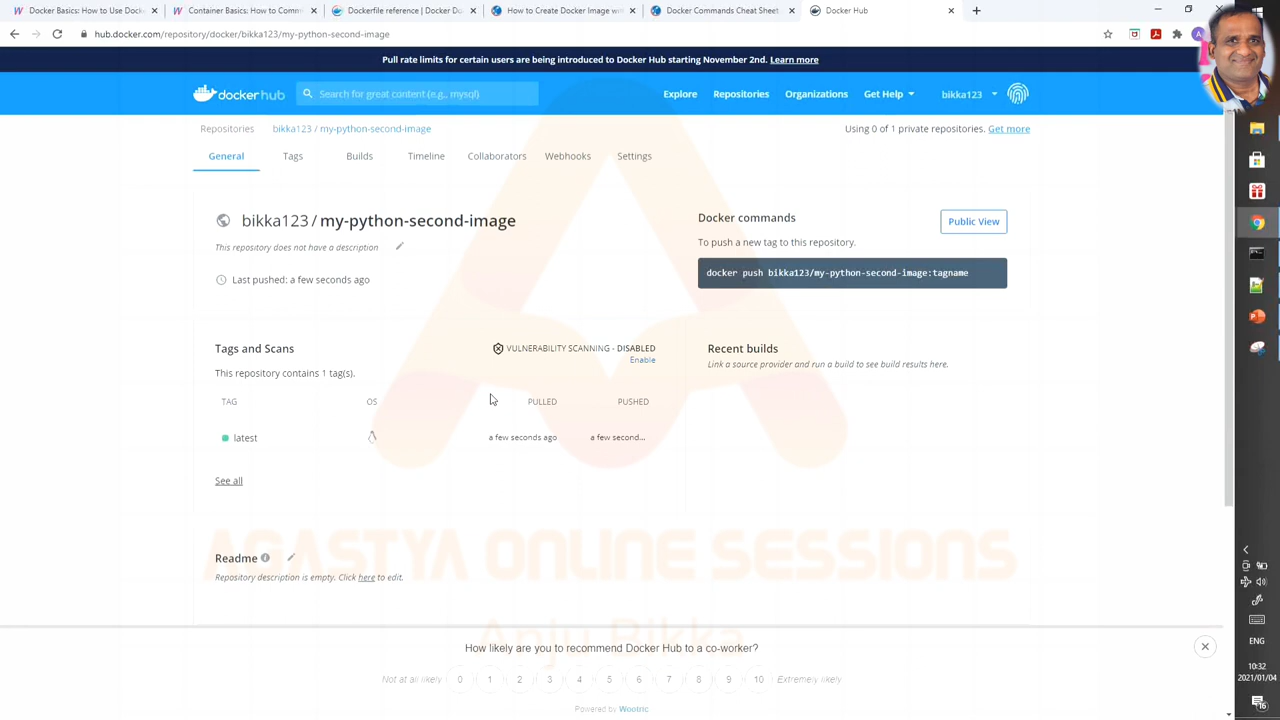 Docker Basics: How to Use Dock
Container Basics: How to Comm
Dockerfile reference | Docker Do
How to Create Docker Image wit
Docker Commands Cheat Sheet
Docker Hub
hub.docker.com/repository/docker/bikka123/my-python-second-image
Pull rate limits for certain users are being introduced to Docker Hub starting November 2nd. Learn more
dockerhub
Search for great content (e.g., mysql)
Explore
Repositories
Organizations
Get Help
bikka123
Repositories
bikka123 / my-python-second-image
Using 0 of 1 private repositories. Get more
General
Tags
Builds
Timeline
Collaborators
Webhooks
Settings
bikka123 / my-python-second-image
This repository does not have a description
Last pushed: a few seconds ago
Docker commands
Public View
To push a new tag to this repository.
docker push bikka123/my-python-second-image:tagname
Tags and Scans
VULNERABILITY SCANNING - DISABLED
Enable
This repository contains 1 tag(s).
TAG
OS
PULLED
PUSHED
latest
a few seconds ago
a few second...
See all
Recent builds
Link a source provider and run a build to see build results here.
AGASTYA ONLINE SESSIONS
Readme
Repository description is empty. Click here to edit.
Anju Bikka
How likely are you to recommend Docker Hub to a co-worker?
Not at all likely
0
1
2
3
4
5
6
7
8
9
10
Extremely likely
Powered by Wootric
ENG
10:32
2021/01/04
16